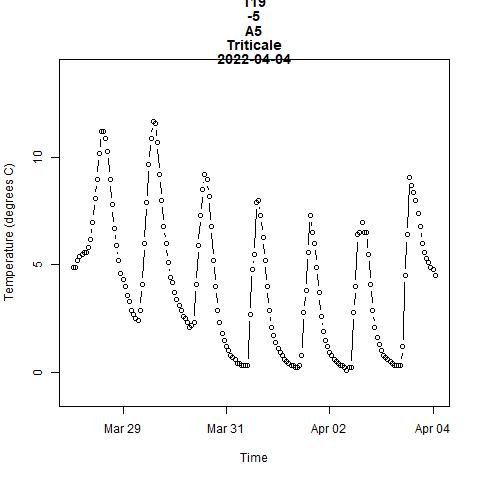 T19
-5
A5
Triticale
2022-04-04
Temperature (degrees C)
10
5
0
Mar 29
Mar 31
Apr 02
Apr 04
Time